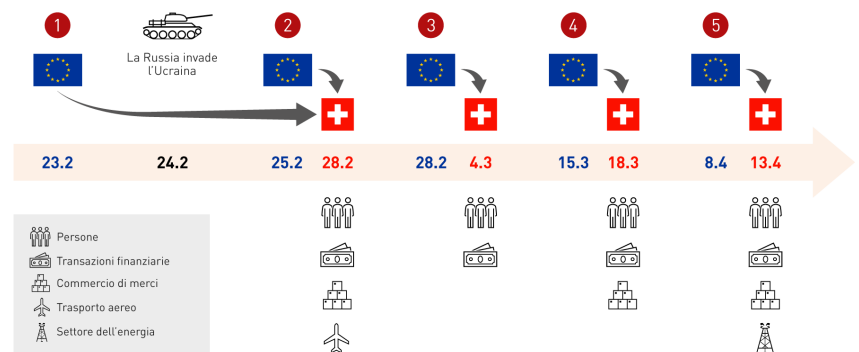 1
2
3
4
5
La Russia invade
l'Ucraina
23.2 24.2 25.2 28.2 28.2 4.3 15.3 18.3 8.4 13.4
Persone
Transazioni finanziarie
Commercio di merci
Trasporto aereo
Settore dell'energia